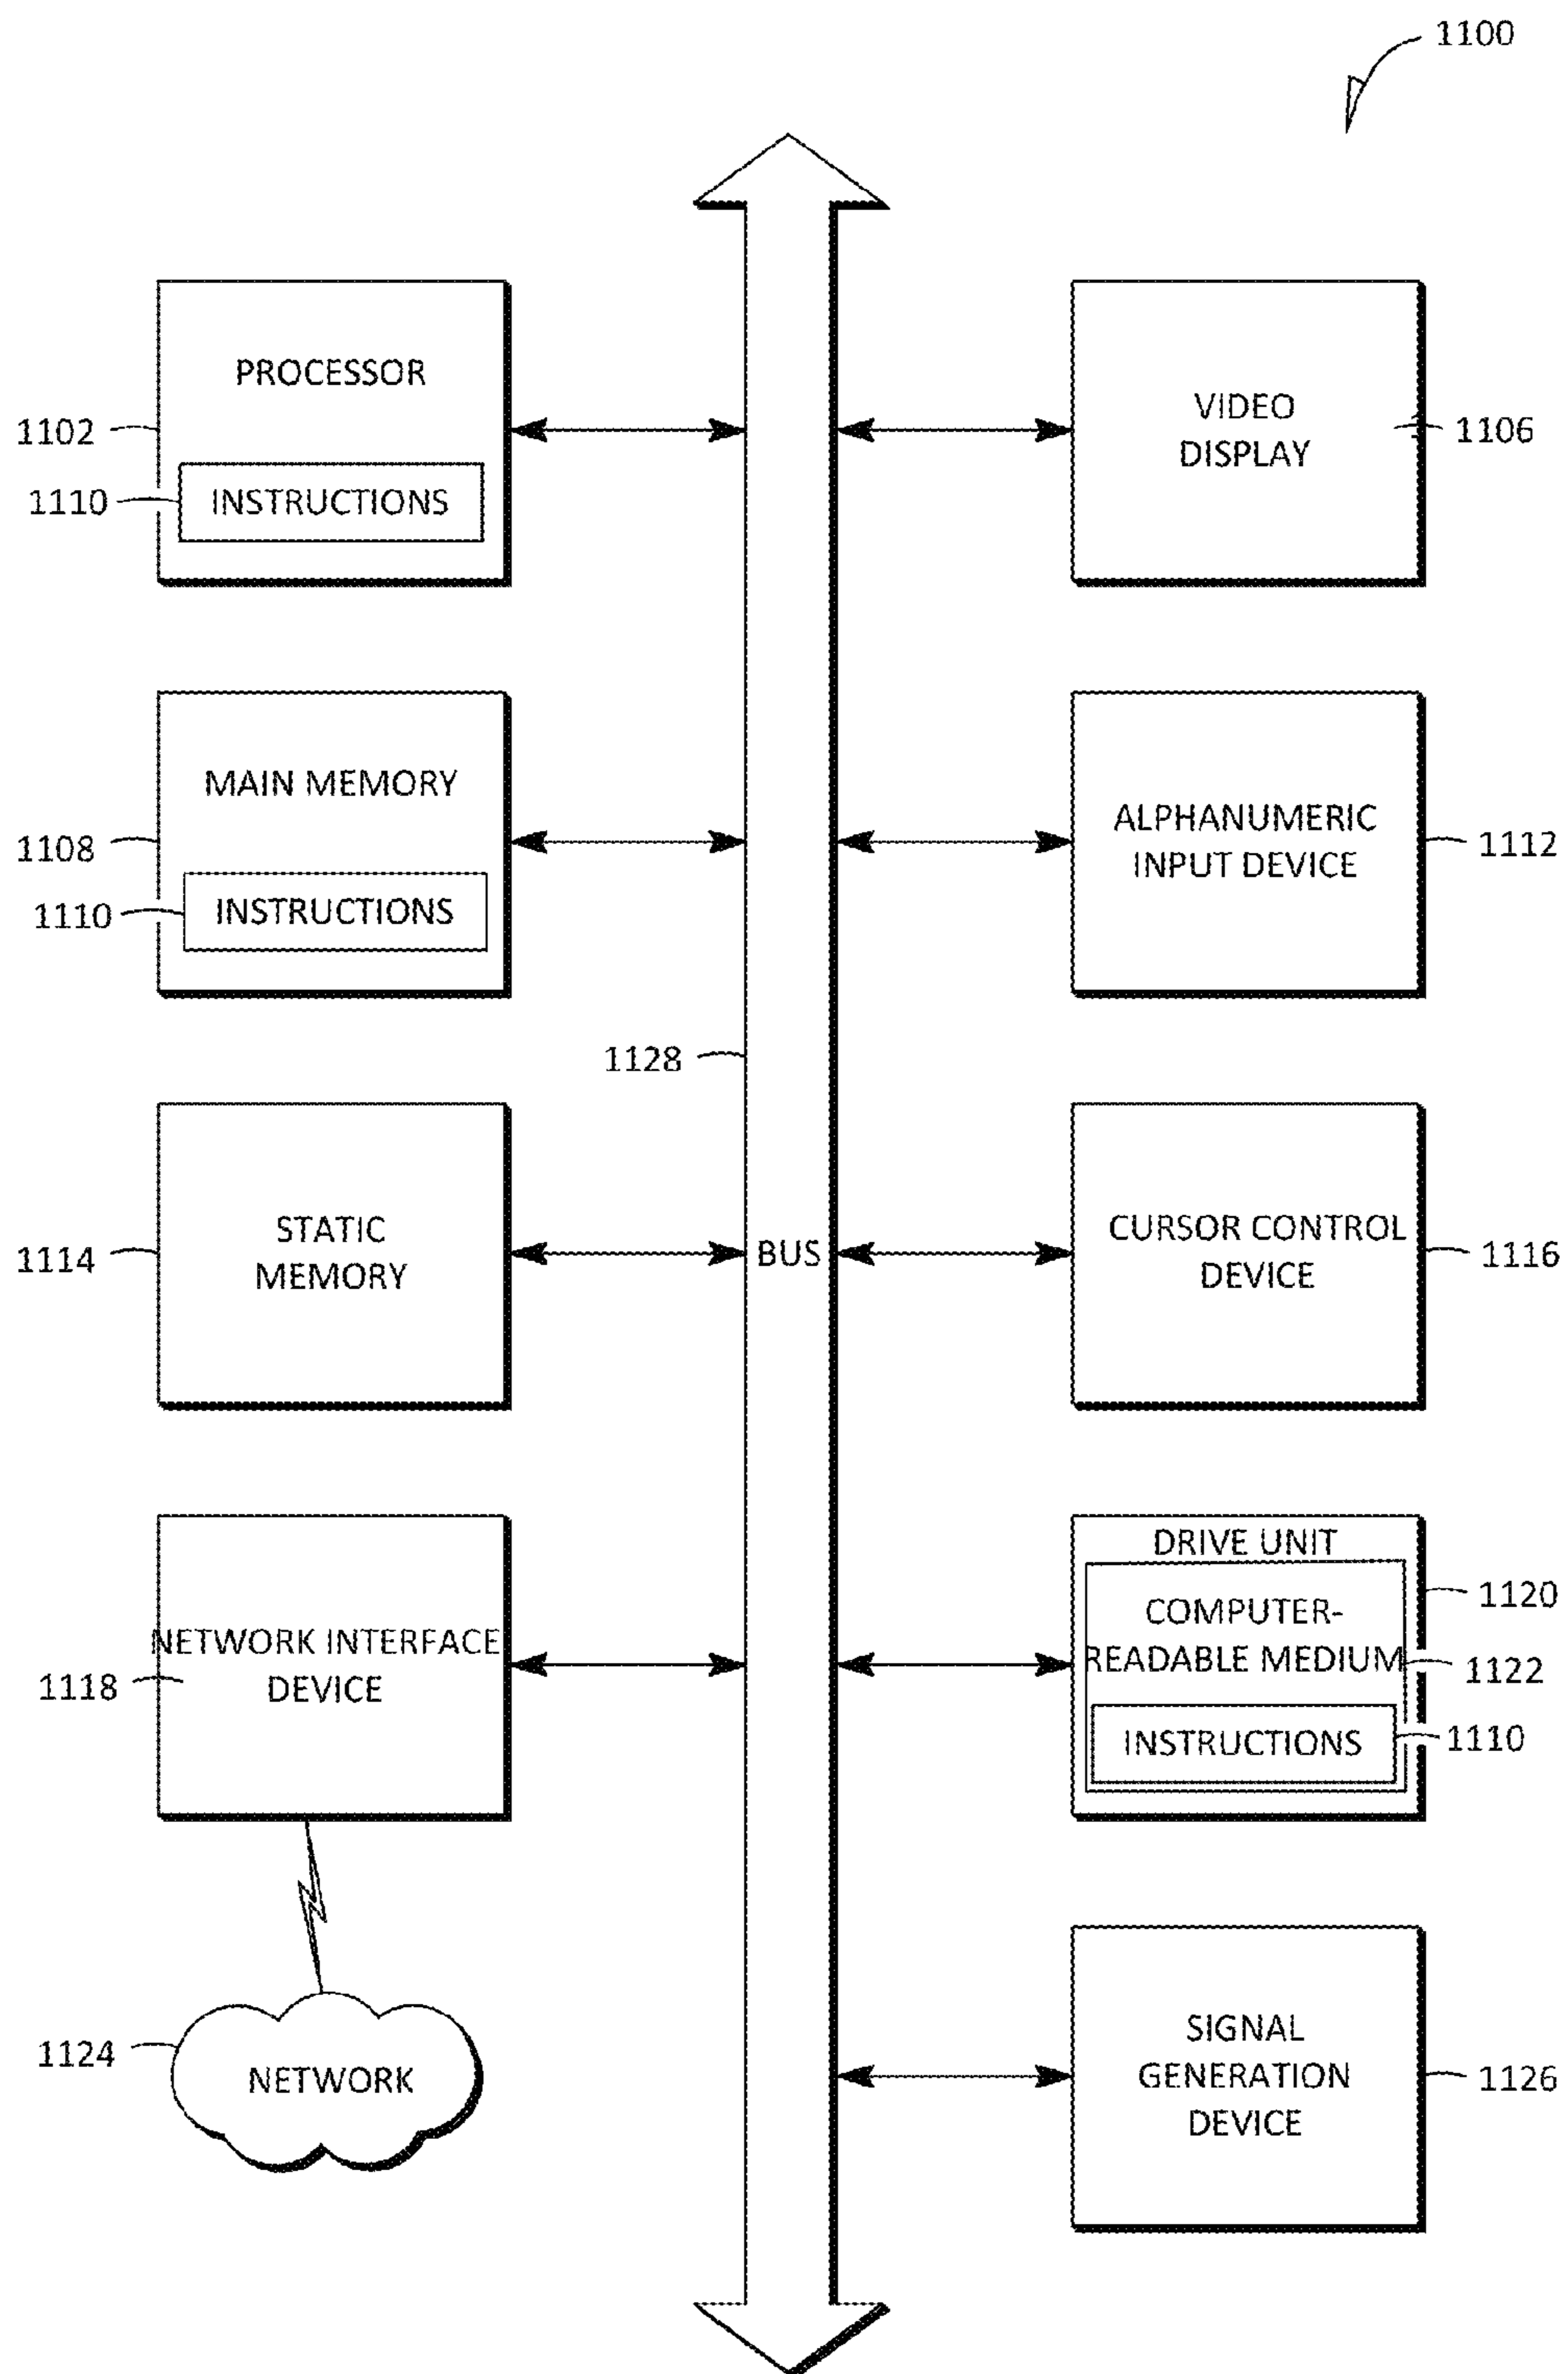 1100
PROCESSOR
1102
1110
INSTRUCTIONS
VIDEO
DISPLAY
1106
MAIN MEMORY
1108
1110
INSTRUCTIONS
ALPHANUMERIC
INPUT DEVICE
1112
1128
STATIC
MEMORY
1114
BUS
CURSOR CONTROL
DEVICE
1116
NETWORK INTERFACE
DEVICE
1118
DRIVE UNIT
1120
COMPUTER-
READABLE MEDIUM
1122
INSTRUCTIONS
1110
1124
NETWORK
SIGNAL
GENERATION
DEVICE
1126